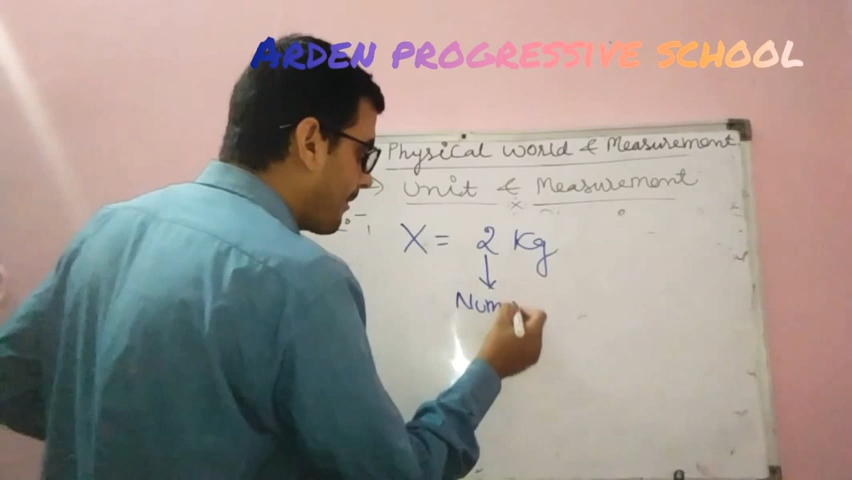 ARDEN PROGRESSIVE SCHOOL
Physical World & Measurement
Unit & Measurement
X = 2 Kg
Num